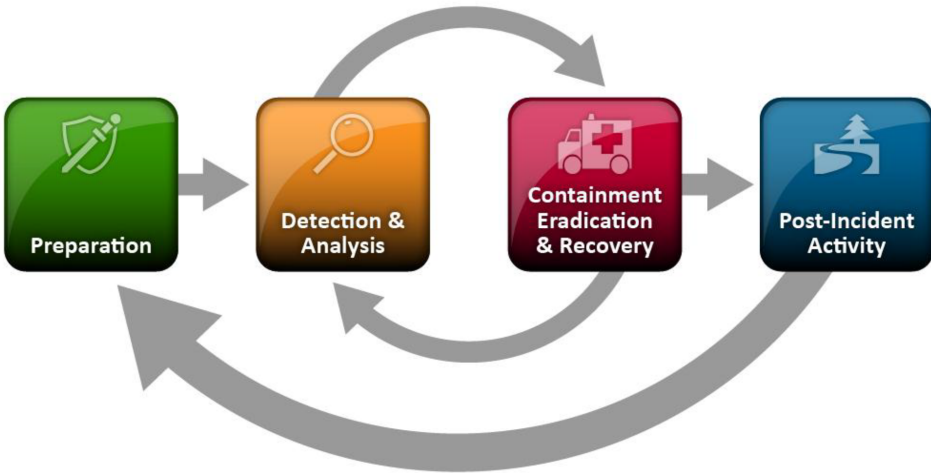 Preparation
Detection &
Analysis
Containment
Eradication
& Recovery
Post-Incident
Activity